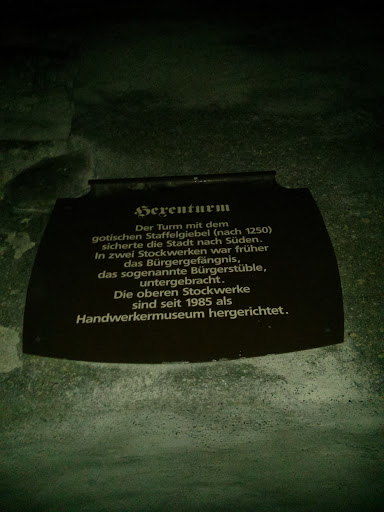 Hexenturm
Der Turm mit dem
gotischen Staffelgiebel (nach 1250)
sicherte die Stadt nach Süden.
In zwei Stockwerken war früher
das Bürgergefängnis,
das sogenannte Bürgerstüble,
untergebracht.
Die oberen Stockwerke
sind seit 1985 als
Handwerkermuseum hergerichtet.